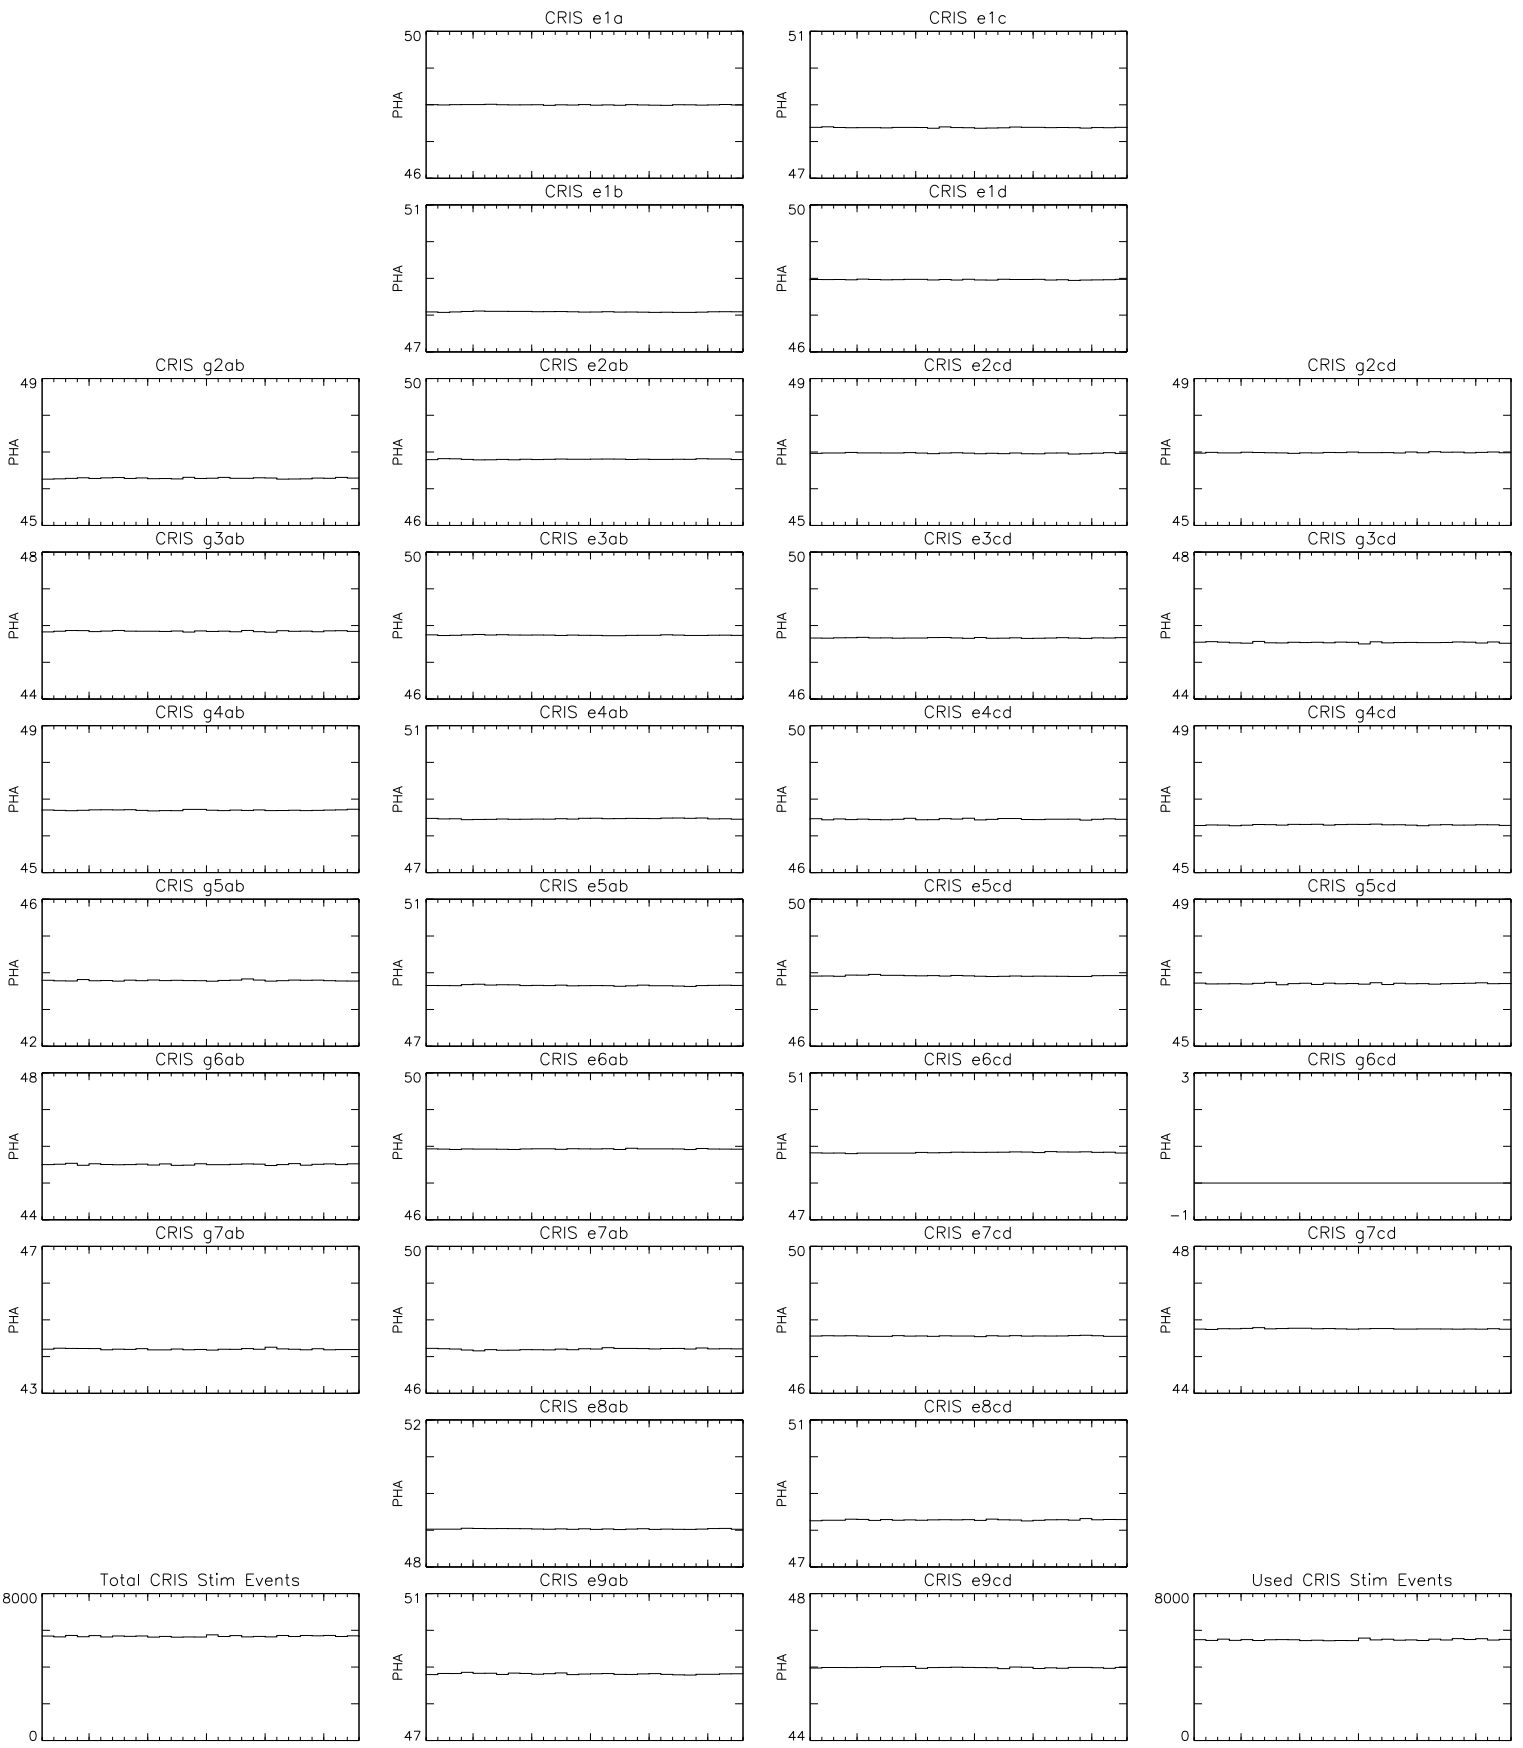 CRIS e1a
50
PHA
46
CRIS e1c
51
PHA
47
CRIS e1b
51
PHA
47
CRIS e1d
50
PHA
46
CRIS g2ab
49
PHA
45
CRIS e2ab
50
PHA
46
CRIS e2cd
49
PHA
45
CRIS g2cd
49
PHA
45
CRIS g3ab
48
PHA
44
CRIS e3ab
50
PHA
46
CRIS e3cd
50
PHA
46
CRIS g3cd
48
PHA
44
CRIS g4ab
49
PHA
45
CRIS e4ab
51
PHA
47
CRIS e4cd
50
PHA
46
CRIS g4cd
49
PHA
45
CRIS g5ab
46
PHA
42
CRIS e5ab
51
PHA
47
CRIS e5cd
50
PHA
46
CRIS g5cd
49
PHA
45
CRIS g6ab
48
PHA
44
CRIS e6ab
50
PHA
46
CRIS e6cd
51
PHA
47
CRIS g6cd
3
PHA
-1
CRIS g7ab
47
PHA
43
CRIS e7ab
50
PHA
46
CRIS e7cd
50
PHA
46
CRIS g7cd
48
PHA
44
CRIS e8ab
52
PHA
48
CRIS e8cd
51
PHA
47
Total CRIS Stim Events
8000
0
CRIS e9ab
51
PHA
47
CRIS e9cd
48
PHA
44
Used CRIS Stim Events
8000
0